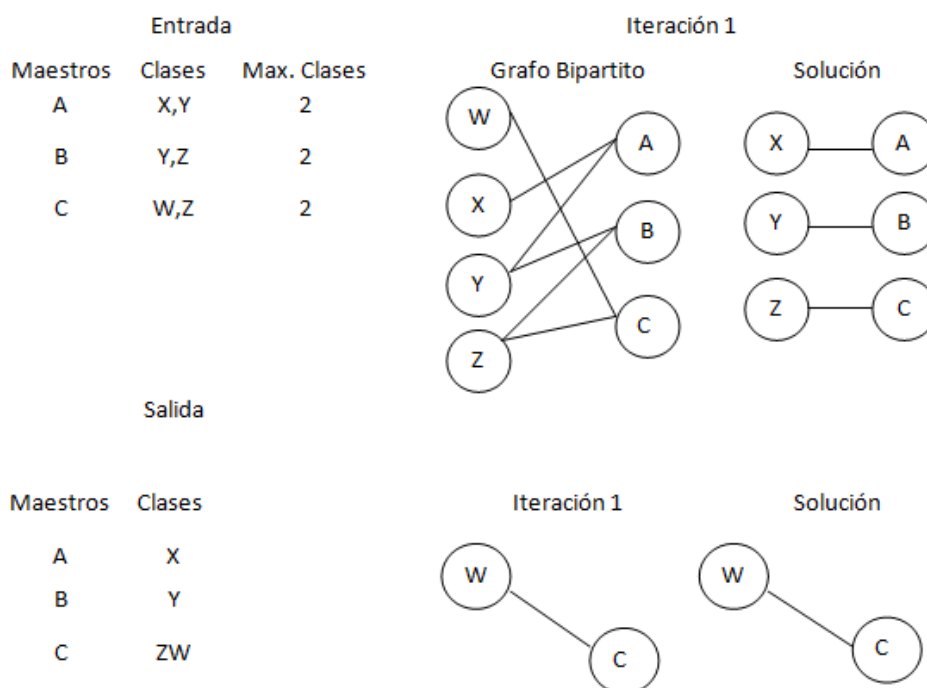 Entrada
Maestros Clases Max. Clases
A X,Y 2
B Y,Z 2
C W,Z 2
Iteración 1
Grafo Bipartito Solución
W
A
X
B
Y
C
Z
X A
Y B
Z C
Salida
Maestros Clases
A X
B Y
C ZW
Iteración 1 Solución
W
C
W
C